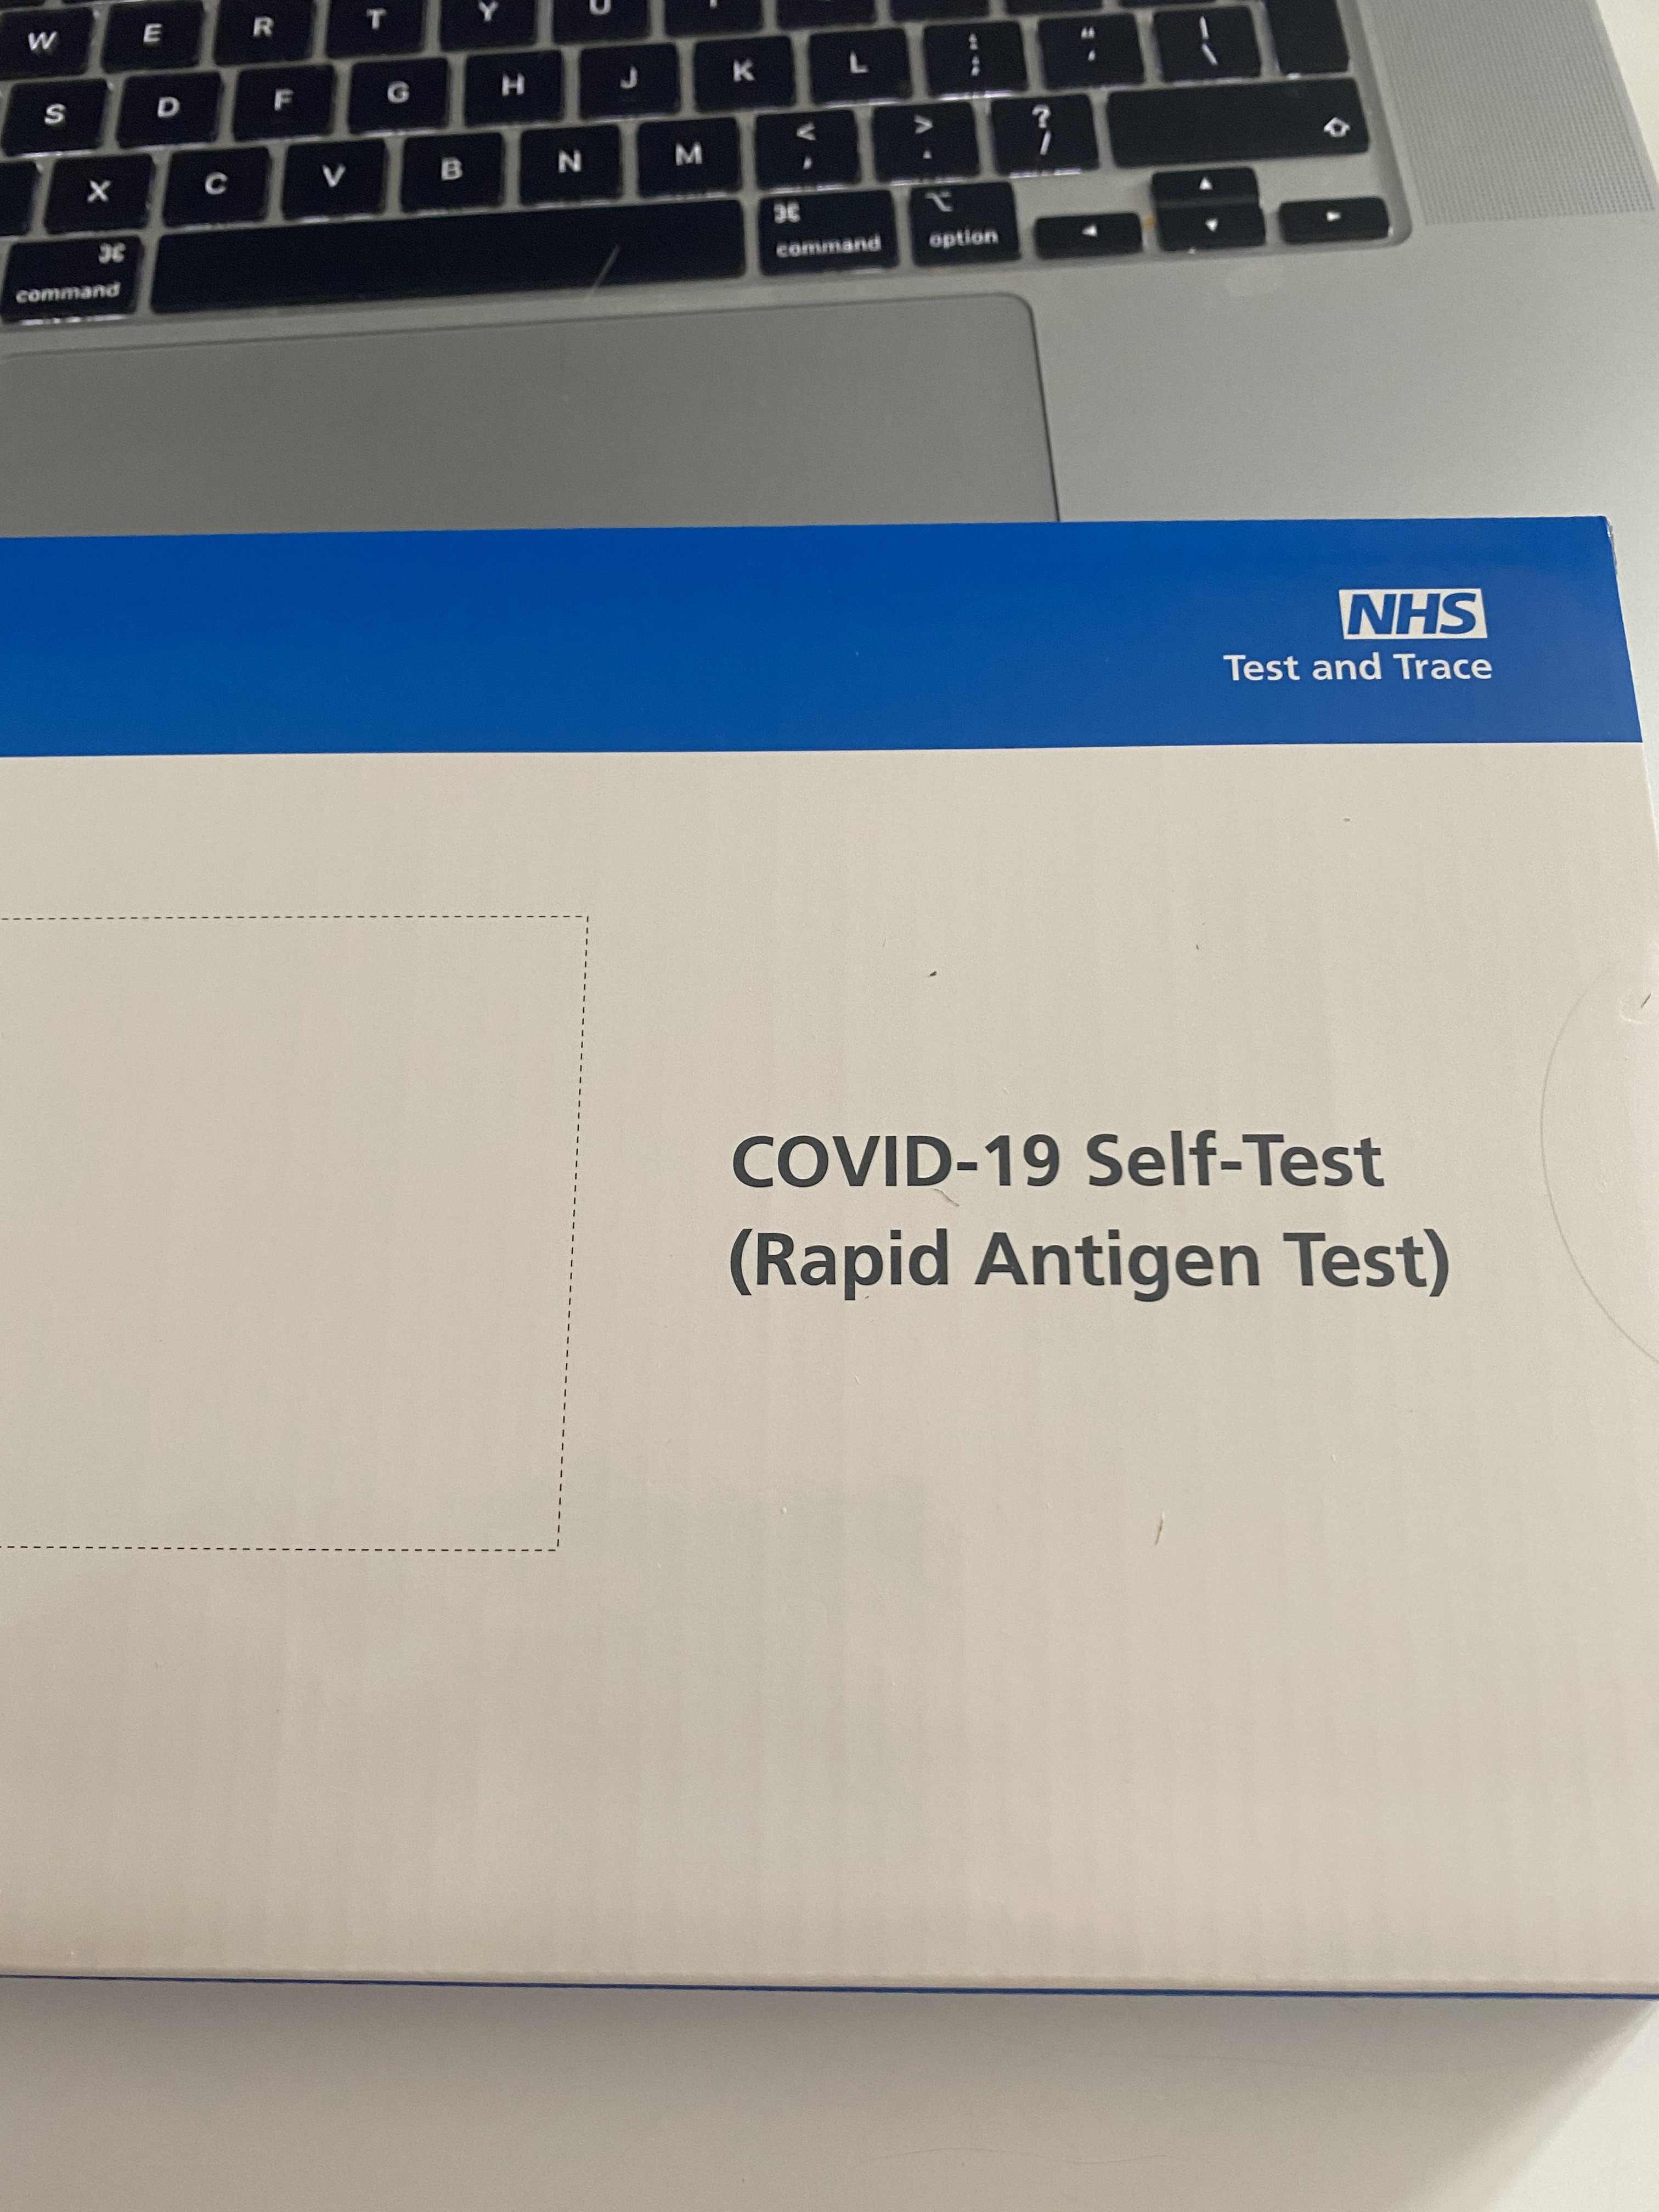 W E R T Y U
S D F G H J K L : ; " ' | \
X C V B N M < , > . ? /
⌘ command ⌘ command ⌥ option
NHS
Test and Trace
COVID-19 Self-Test
(Rapid Antigen Test)